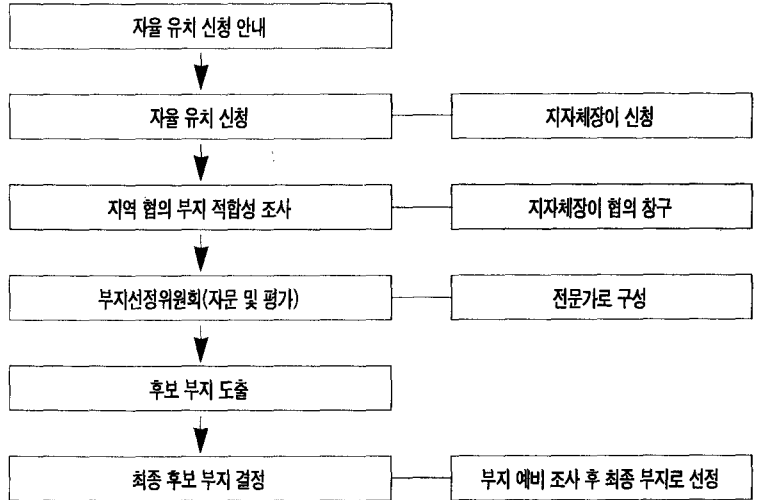 자율 유치 신청 안내
자율 유치 신청
지자체장이 신청
지역 협의 부지 적합성 조사
지자체장이 협의 창구
부지선정위원회(자문 및 평가)
전문가로 구성
후보 부지 도출
최종 후보 부지 결정
부지 예비 조사 후 최종 부지로 선정